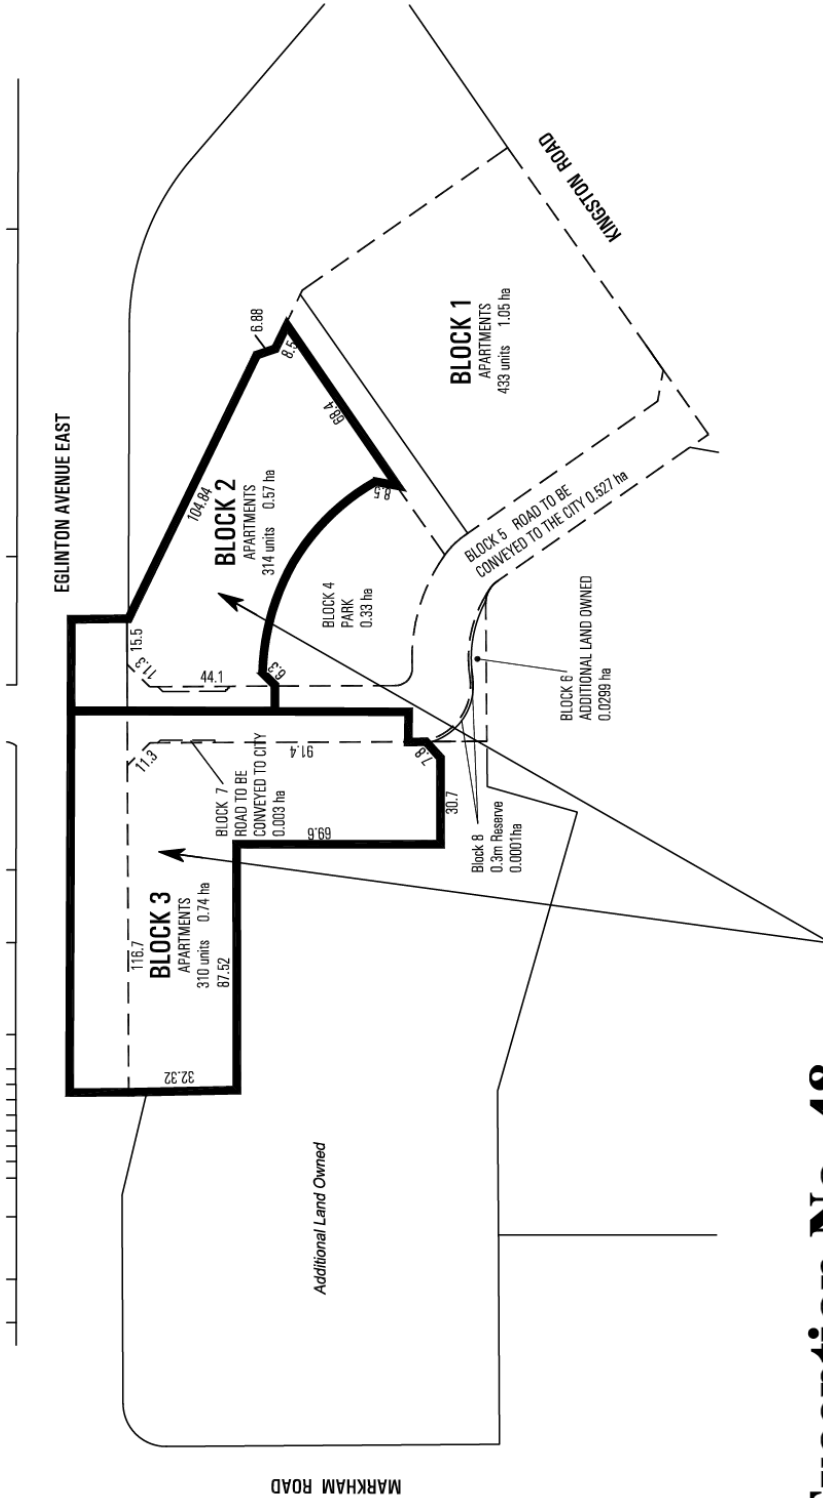 EGLINTON AVENUE EAST
KINGSTON ROAD
MARKHAM ROAD
BLOCK 1
APARTMENTS
433 units 1.05 ha
BLOCK 2
APARTMENTS
314 units 0.57 ha
104.84
6.88
8.5
68.4
8.5
6.3
15.5
11.3
44.1
BLOCK 4
PARK
0.33 ha
BLOCK 5 ROAD TO BE
CONVEYED TO THE CITY 0.527 ha
BLOCK 6
ADDITIONAL LAND OWNED
0.0299 ha
BLOCK 7
ROAD TO BE
CONVEYED TO CITY
0.003 ha
11.3
91.4
7.8
30.7
69.6
Block 8
0.3m Reserve
0.0001ha
BLOCK 3
APARTMENTS
310 units 0.74 ha
116.7
87.52
32.32
Additional Land Owned
Exception No. 48